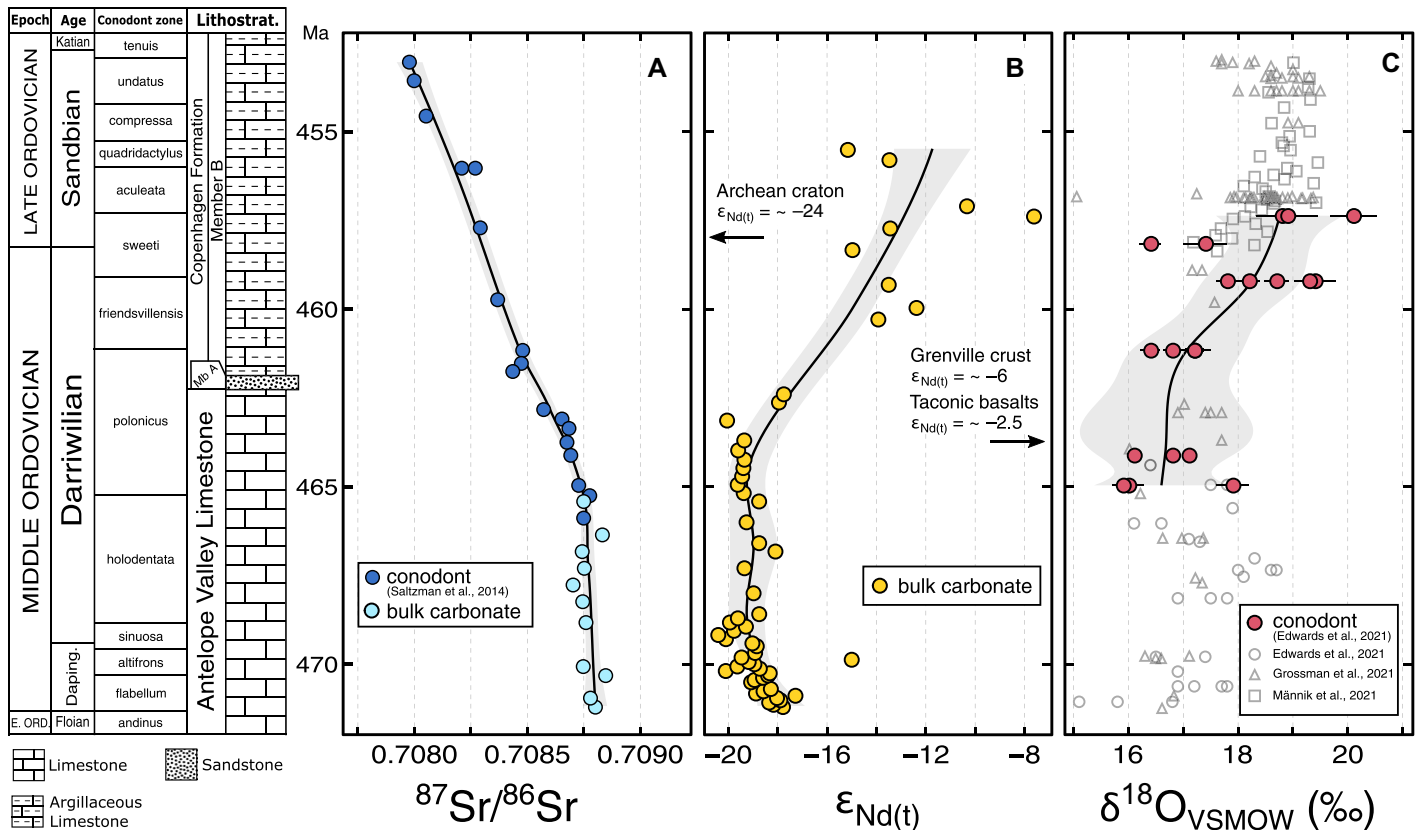 Epoch Age Conodont zone Lithostrat.
LATE ORDOVICIAN
MIDDLE ORDOVICIAN
E. ORD.
Katian
Sandbian
Darriwilian
Daping.
Floian
tenuis
undatus
compressa
quadridactylus
aculeata
sweeti
friendsvillensis
polonicus
holodentata
sinuosa
altifrons
flabellum
andinus
Copenhagen Formation
Member B
Mb A
Antelope Valley Limestone
Limestone
Sandstone
Argillaceous
Limestone
Ma
455
460
465
470
A
conodont
(Saltzman et al., 2014)
bulk carbonate
0.7080 0.7085 0.7090
⁸⁷Sr/⁸⁶Sr
B
Archean craton
εNd(t) = ~ −24
Grenville crust
εNd(t) = ~ −6
Taconic basalts
εNd(t) = ~ −2.5
bulk carbonate
−20 −16 −12 −8
εNd(t)
C
conodont
(Edwards et al., 2021)
Edwards et al., 2021
Grossman et al., 2021
Männik et al., 2021
16 18 20
δ¹⁸OVSMOW (‰)